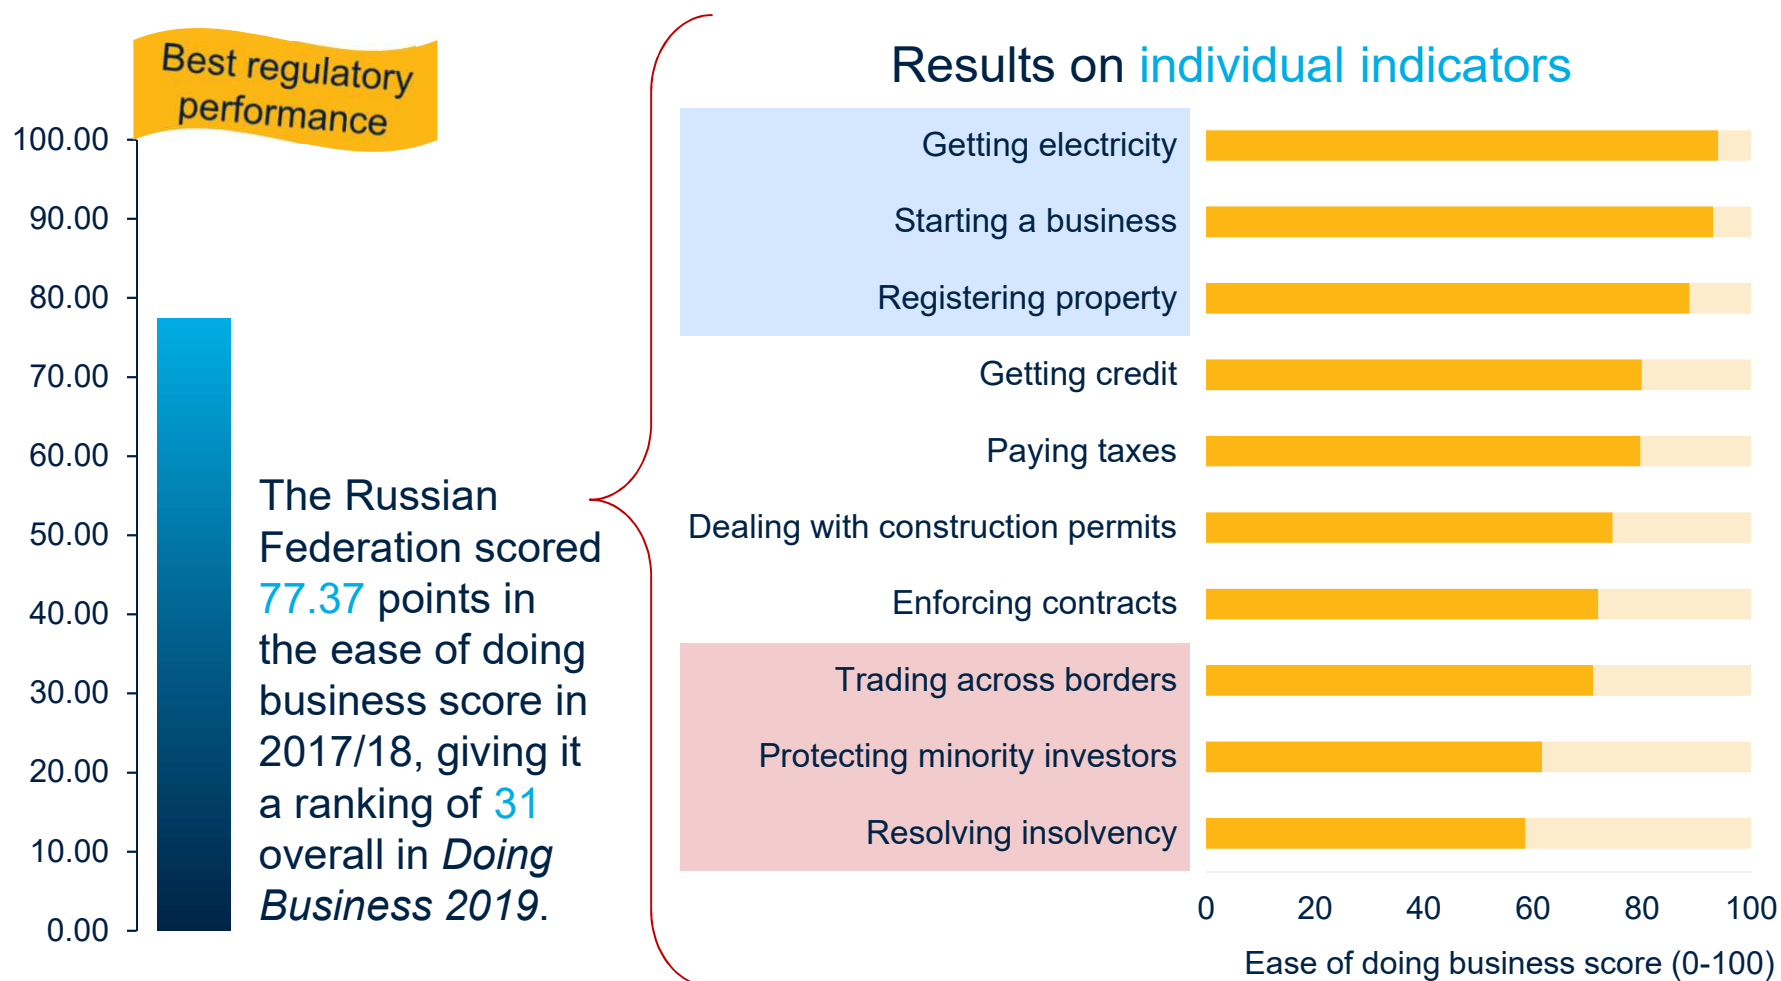 Best regulatory
performance
100.00
90.00
80.00
70.00
60.00
50.00
40.00
30.00
20.00
10.00
0.00
The Russian
Federation scored
77.37 points in
the ease of doing
business score in
2017/18, giving it
a ranking of 31
overall in Doing
Business 2019.
Results on individual indicators
Getting electricity
Starting a business
Registering property
Getting credit
Paying taxes
Dealing with construction permits
Enforcing contracts
Trading across borders
Protecting minority investors
Resolving insolvency
0 20 40 60 80 100
Ease of doing business score (0-100)